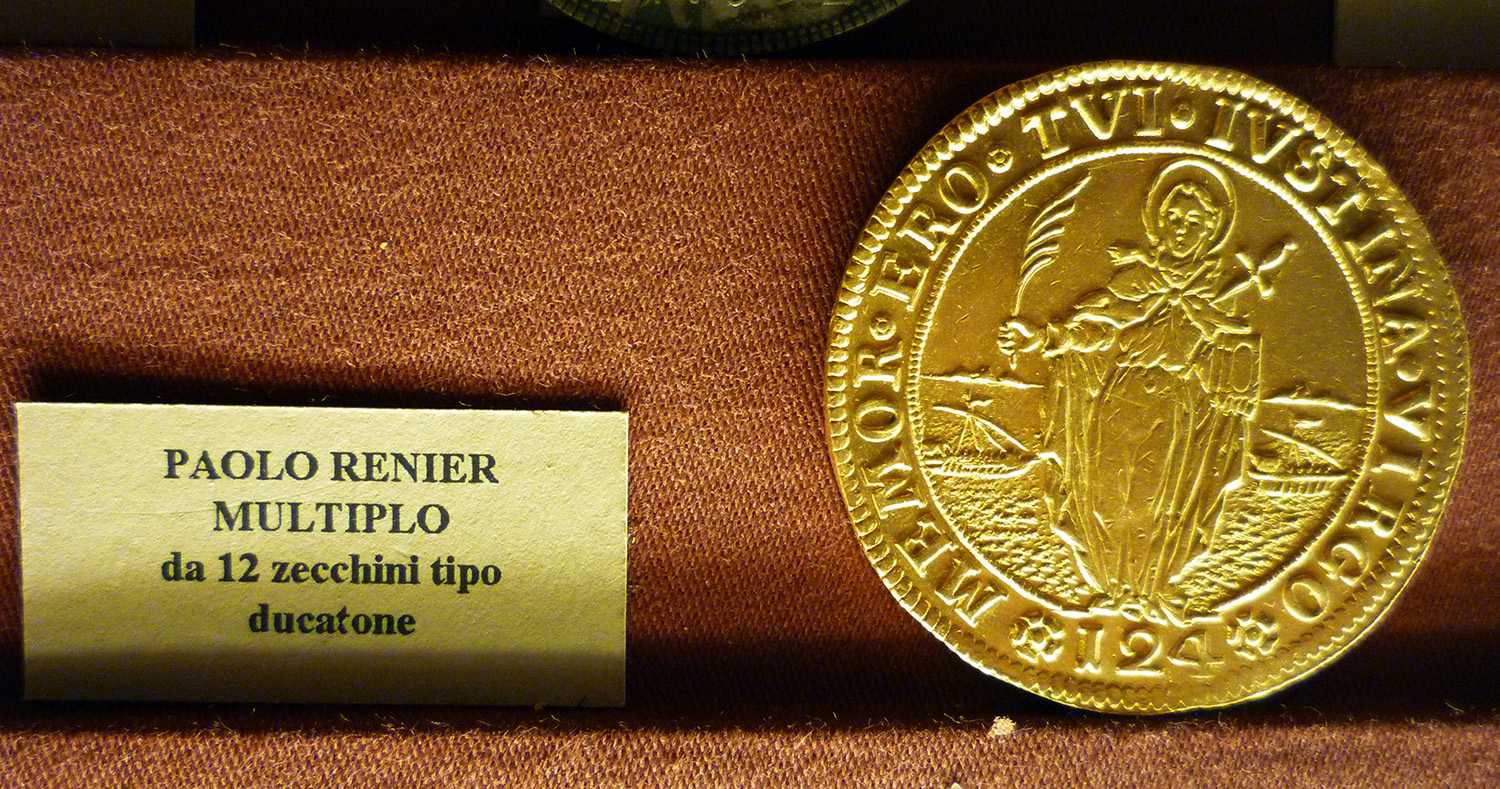 PAOLO RENIER
MULTIPLO
da 12 zecchini tipo
ducatone
MEMOR · ERO · TVI · IVSTINA · VIRGO
124